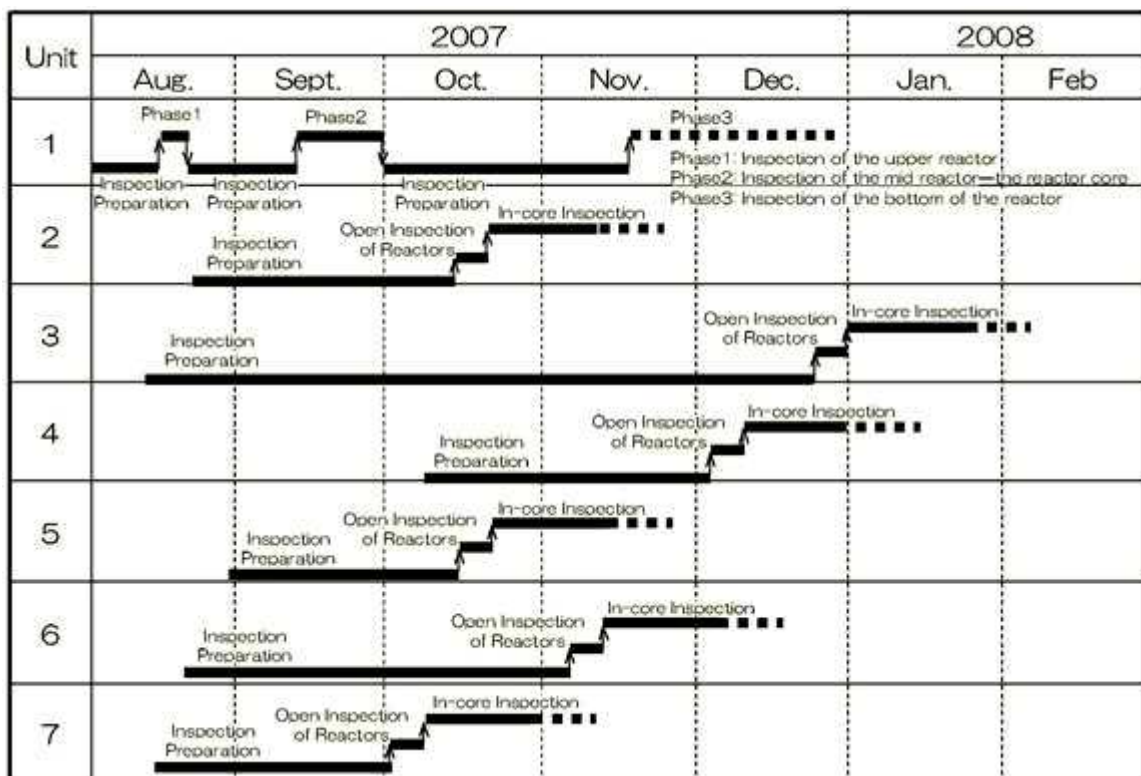 Unit
2007
2008
Aug.
Sept.
Oct.
Nov.
Dec.
Jan.
Feb
1
Phase1
Phase2
Phase3
Inspection
Preparation
Inspection
Preparation
Inspection
Preparation
Phase1: Inspection of the upper reactor
Phase2: Inspection of the mid reactor—the reactor core
Phase3: Inspection of the bottom of the reactor
2
Inspection
Preparation
Open Inspection
of Reactors
In-core Inspection
3
Inspection
Preparation
Open Inspection
of Reactors
In-core Inspection
4
Inspection
Preparation
Open Inspection
of Reactors
In-core Inspection
5
Inspection
Preparation
Open Inspection
of Reactors
In-core Inspection
6
Inspection
Preparation
Open Inspection
of Reactors
In-core Inspection
7
Inspection
Preparation
Open Inspection
of Reactors
In-core Inspection